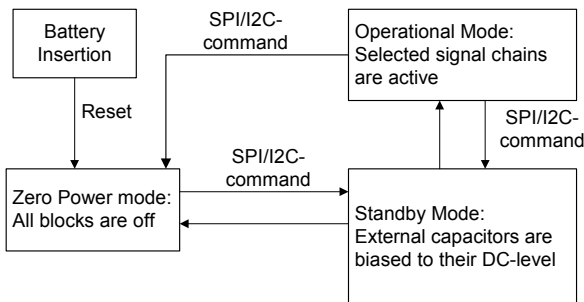 Battery
Insertion
SPI/I2C-
command
Operational Mode:
Selected signal chains
are active
Reset
SPI/I2C-
command
SPI/I2C-
command
Zero Power mode:
All blocks are off
Standby Mode:
External capacitors are
biased to their DC-level